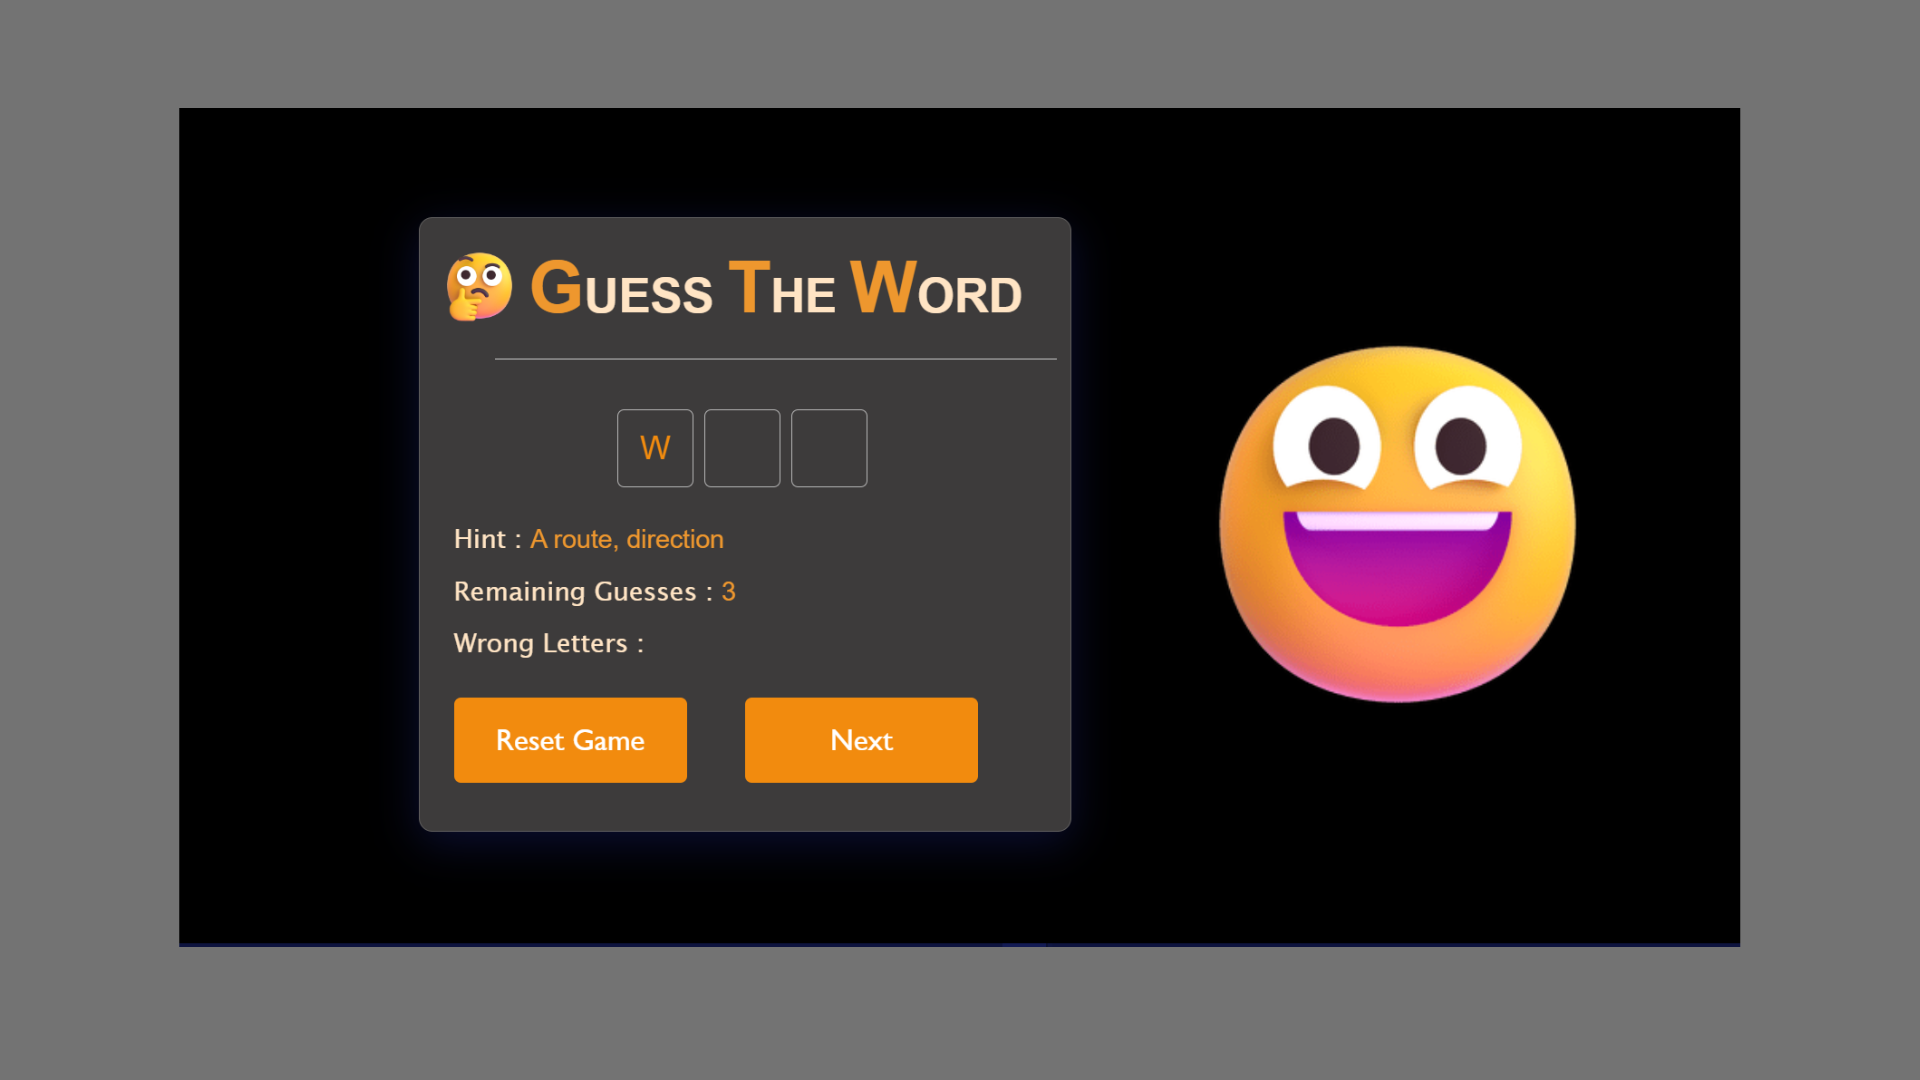 Guess The Word
W
Hint : A route, direction
Remaining Guesses : 3
Wrong Letters :
Reset Game
Next